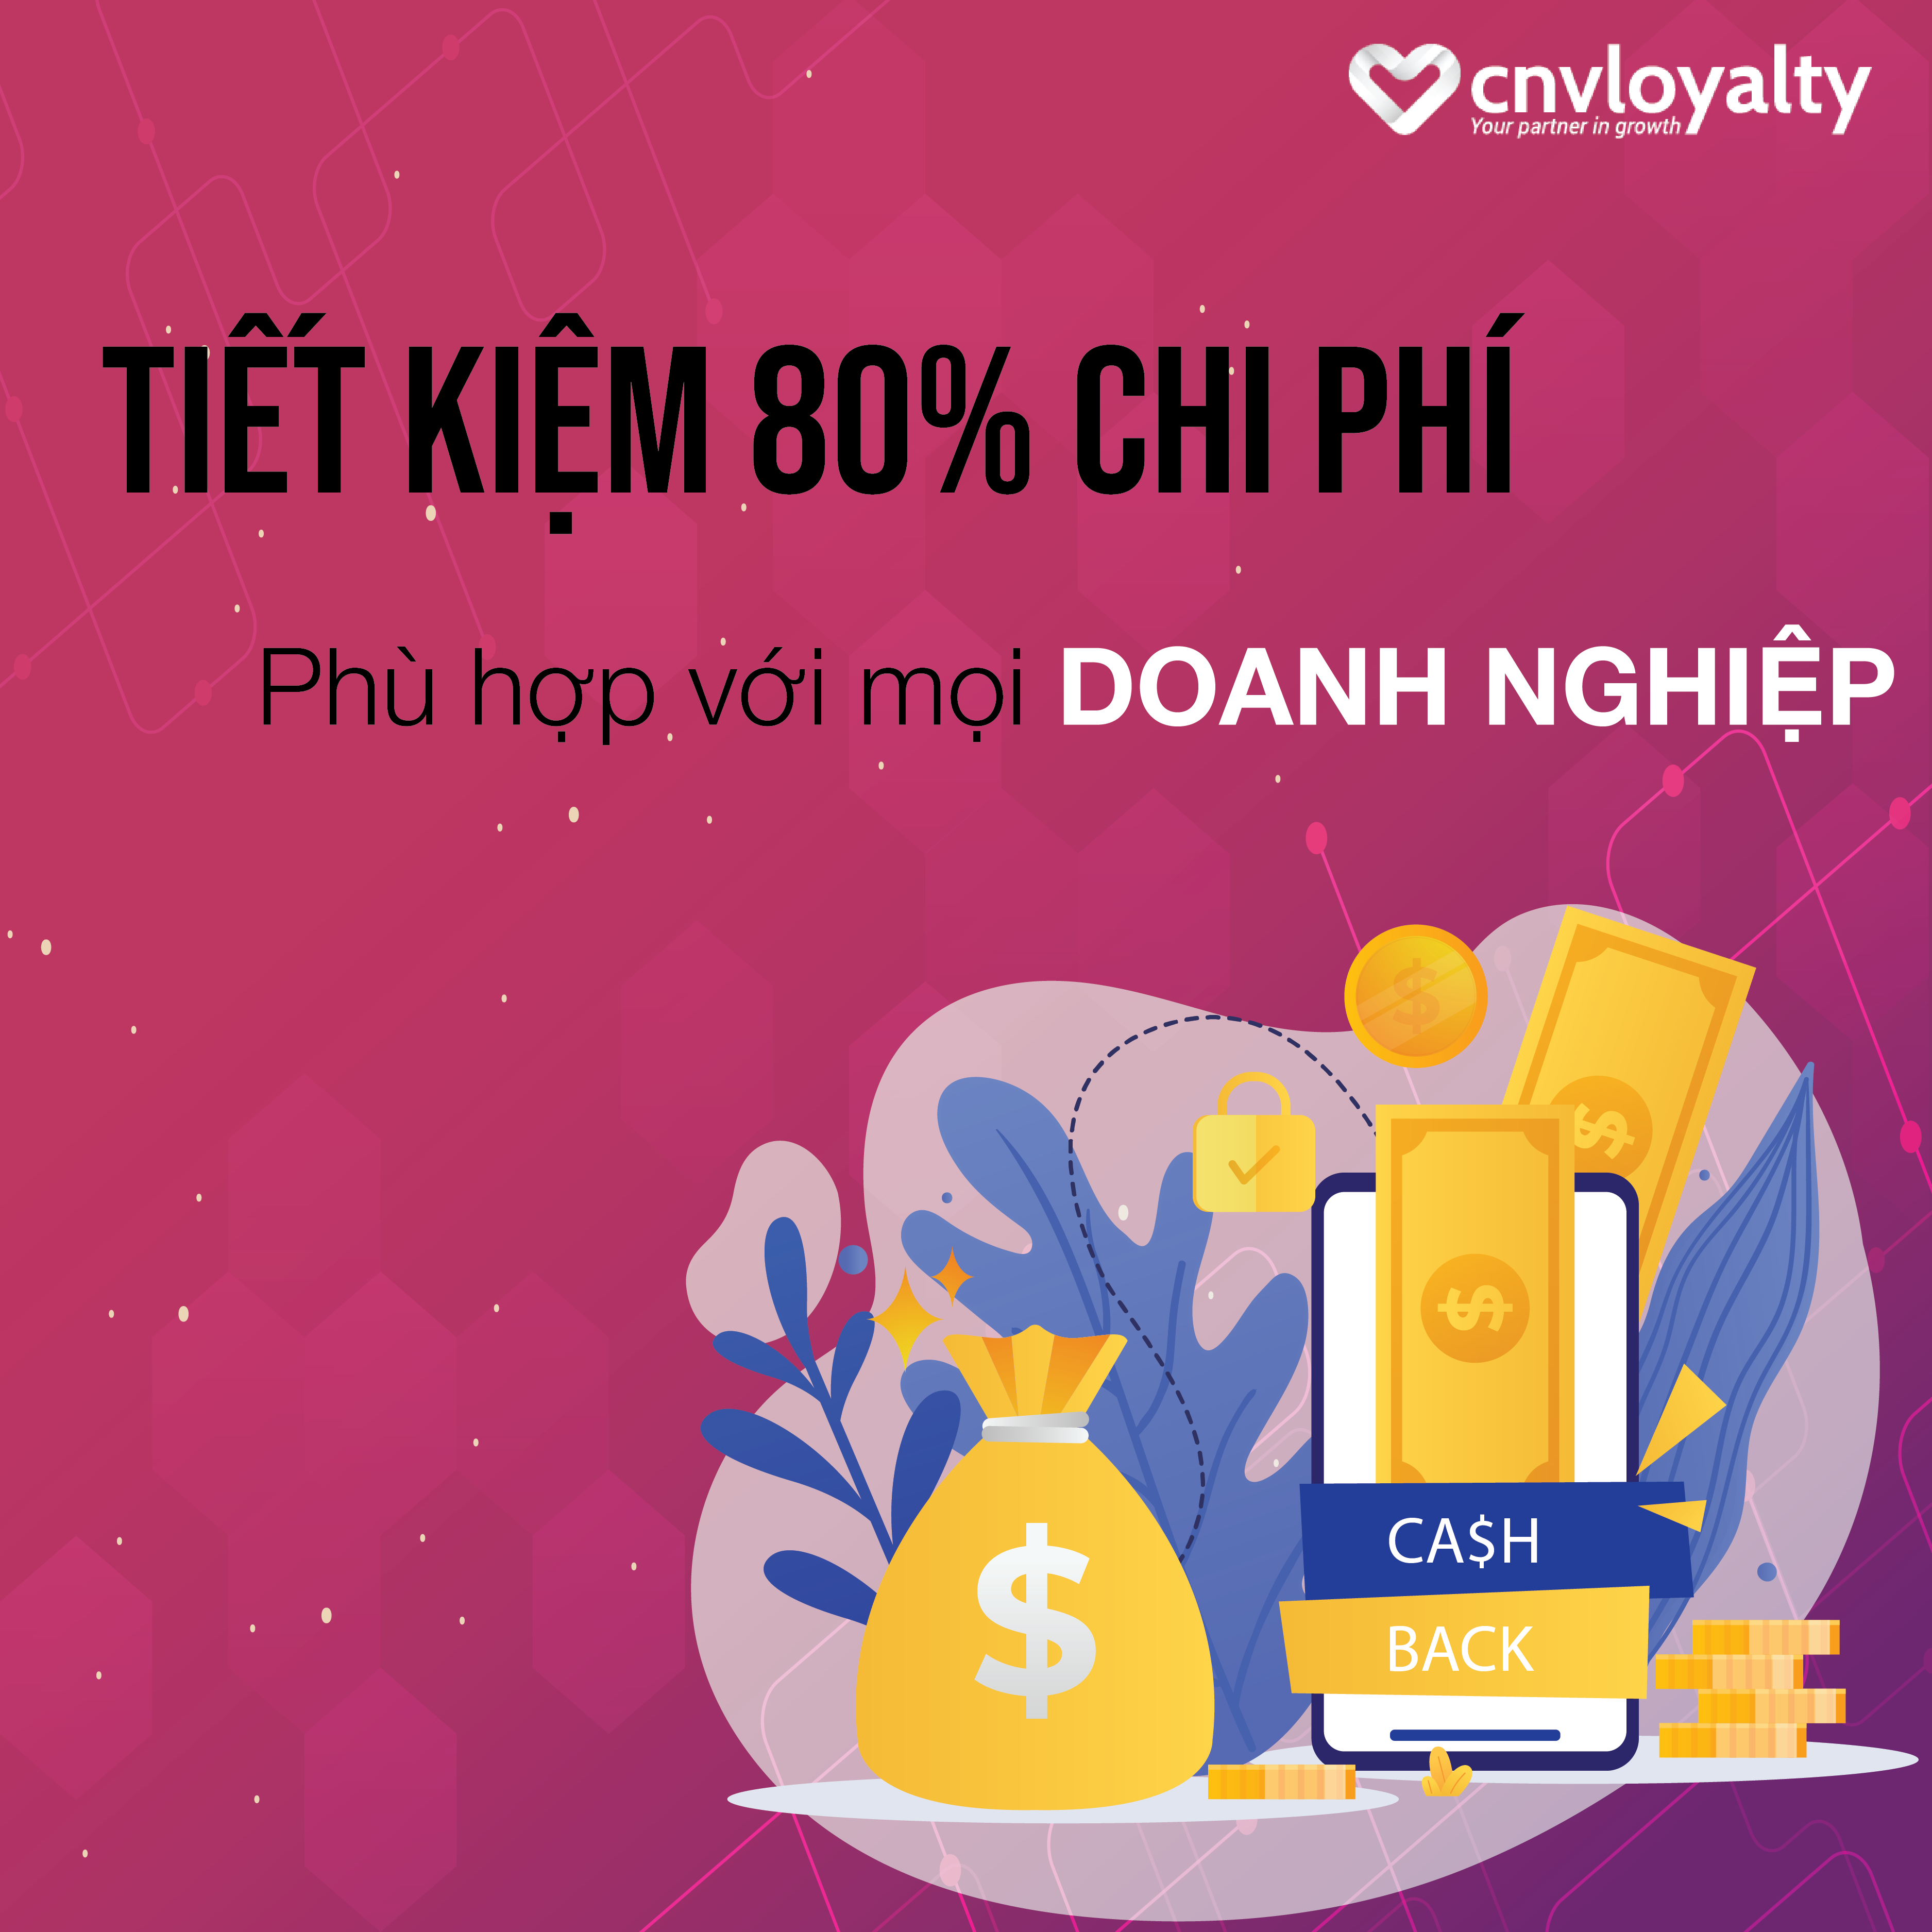 cnvloyalty
Your partner in growth
TIẾT KIỆM 80% CHI PHÍ
Phù hợp với mọi DOANH NGHIỆP
$
$
$
CA$H
$
BACK